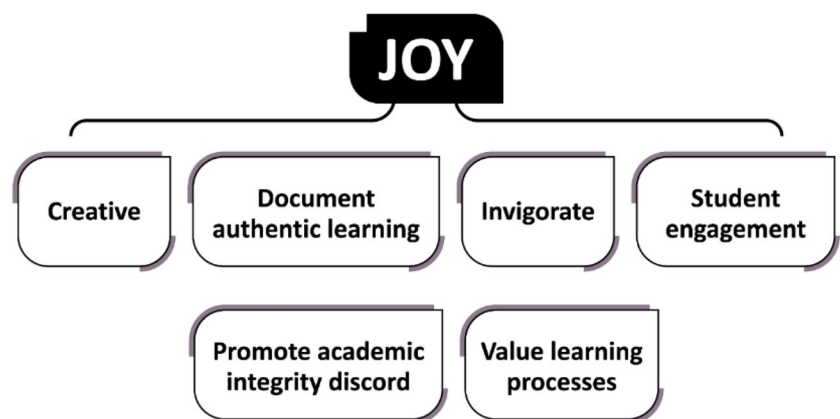 JOY
Creative
Document
authentic learning
Invigorate
Student
engagement
Promote academic
integrity discord
Value learning
processes